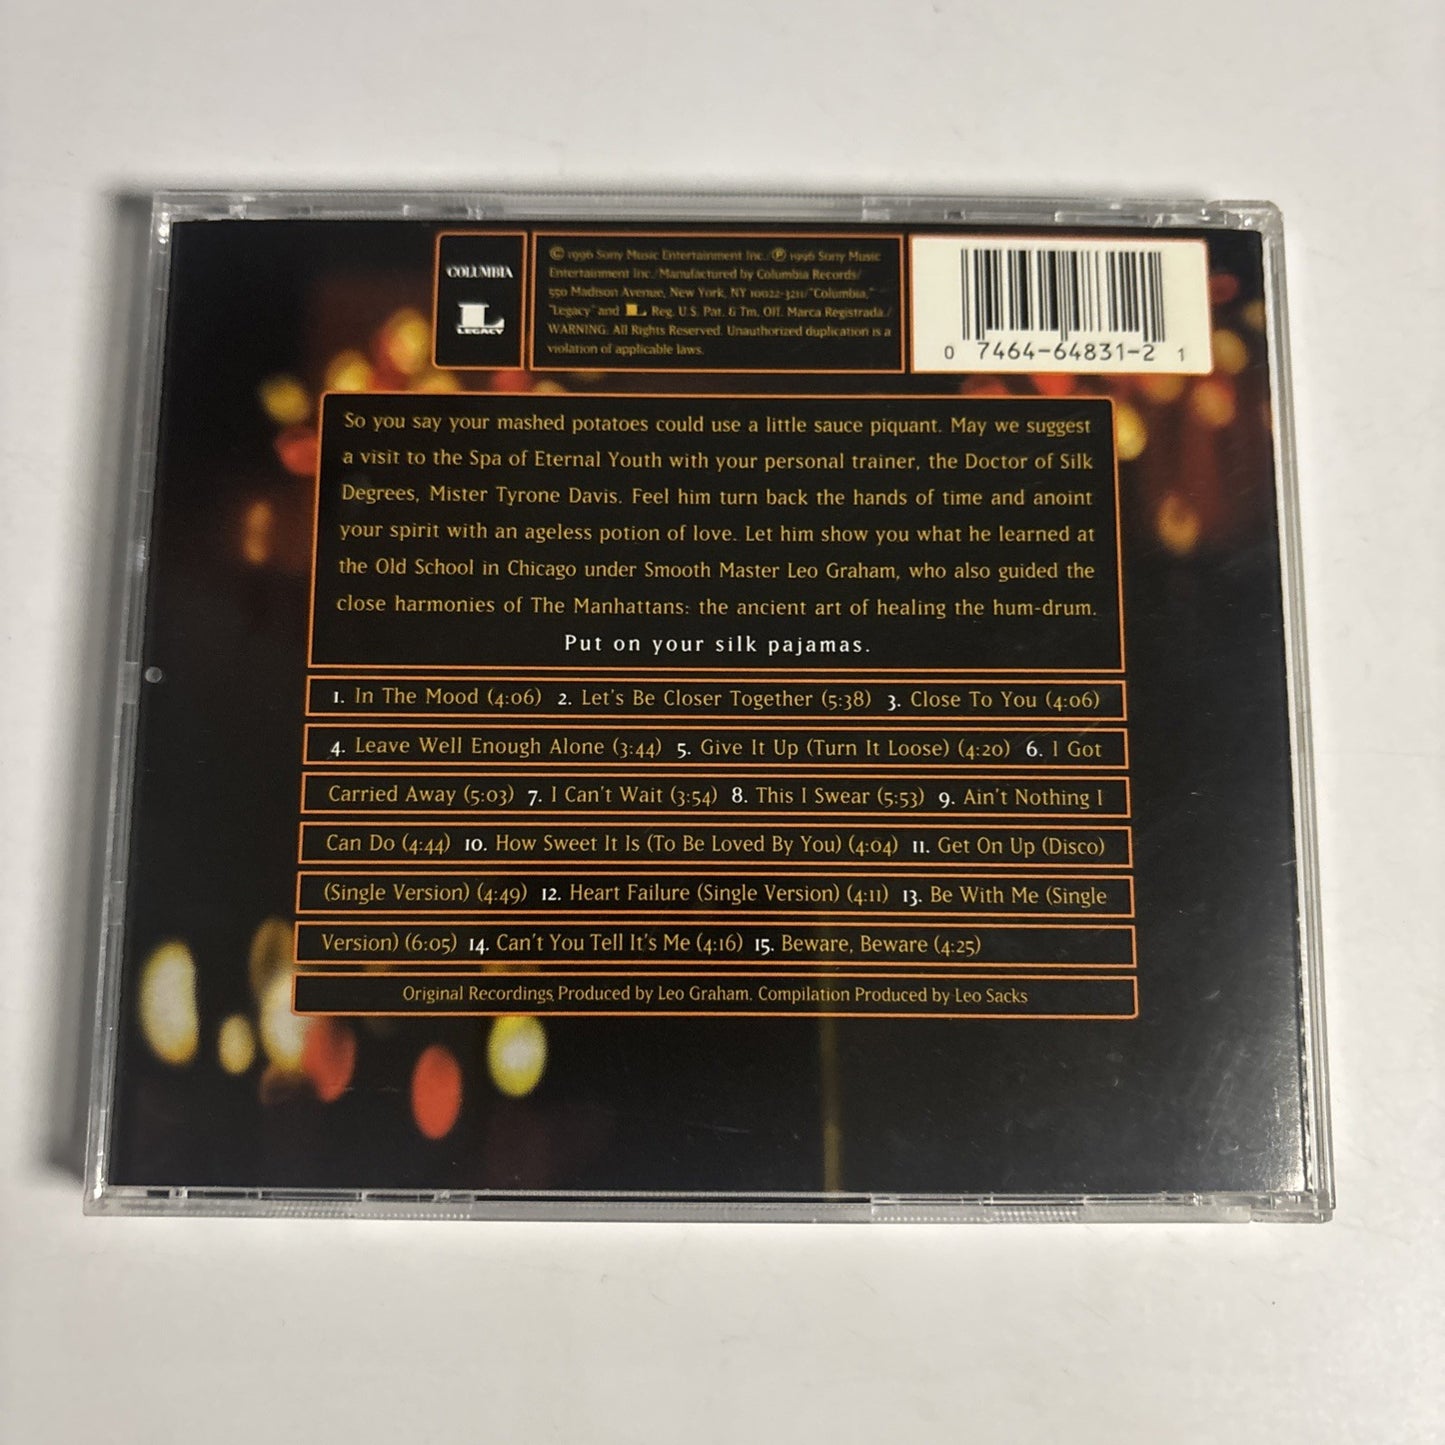 COLUMBIA
L
LEGACY
© 1996 Sony Music Entertainment Inc./℗ 1996 Sony Music
Entertainment Inc./Manufactured by Columbia Records/
550 Madison Avenue, New York, NY 10022-3211/"Columbia,"
"Legacy" and L Reg. U.S. Pat. & Tm. Off. Marca Registrada./
WARNING: All Rights Reserved. Unauthorized duplication is a
violation of applicable laws.
0 7464-64831-2 1
So you say your mashed potatoes could use a little sauce piquant. May we suggest
a visit to the Spa of Eternal Youth with your personal trainer, the Doctor of Silk
Degrees, Mister Tyrone Davis. Feel him turn back the hands of time and anoint
your spirit with an ageless potion of love. Let him show you what he learned at
the Old School in Chicago under Smooth Master Leo Graham, who also guided the
close harmonies of The Manhattans: the ancient art of healing the hum-drum.
Put on your silk pajamas.
1. In The Mood (4:06) 2. Let's Be Closer Together (5:38) 3. Close To You (4:06)
4. Leave Well Enough Alone (3:44) 5. Give It Up (Turn It Loose) (4:20) 6. I Got
Carried Away (5:03) 7. I Can't Wait (3:54) 8. This I Swear (5:53) 9. Ain't Nothing I
Can Do (4:44) 10. How Sweet It Is (To Be Loved By You) (4:04) 11. Get On Up (Disco)
(Single Version) (4:49) 12. Heart Failure (Single Version) (4:11) 13. Be With Me (Single
Version) (6:05) 14. Can't You Tell It's Me (4:16) 15. Beware, Beware (4:25)
Original Recordings Produced by Leo Graham. Compilation Produced by Leo Sacks